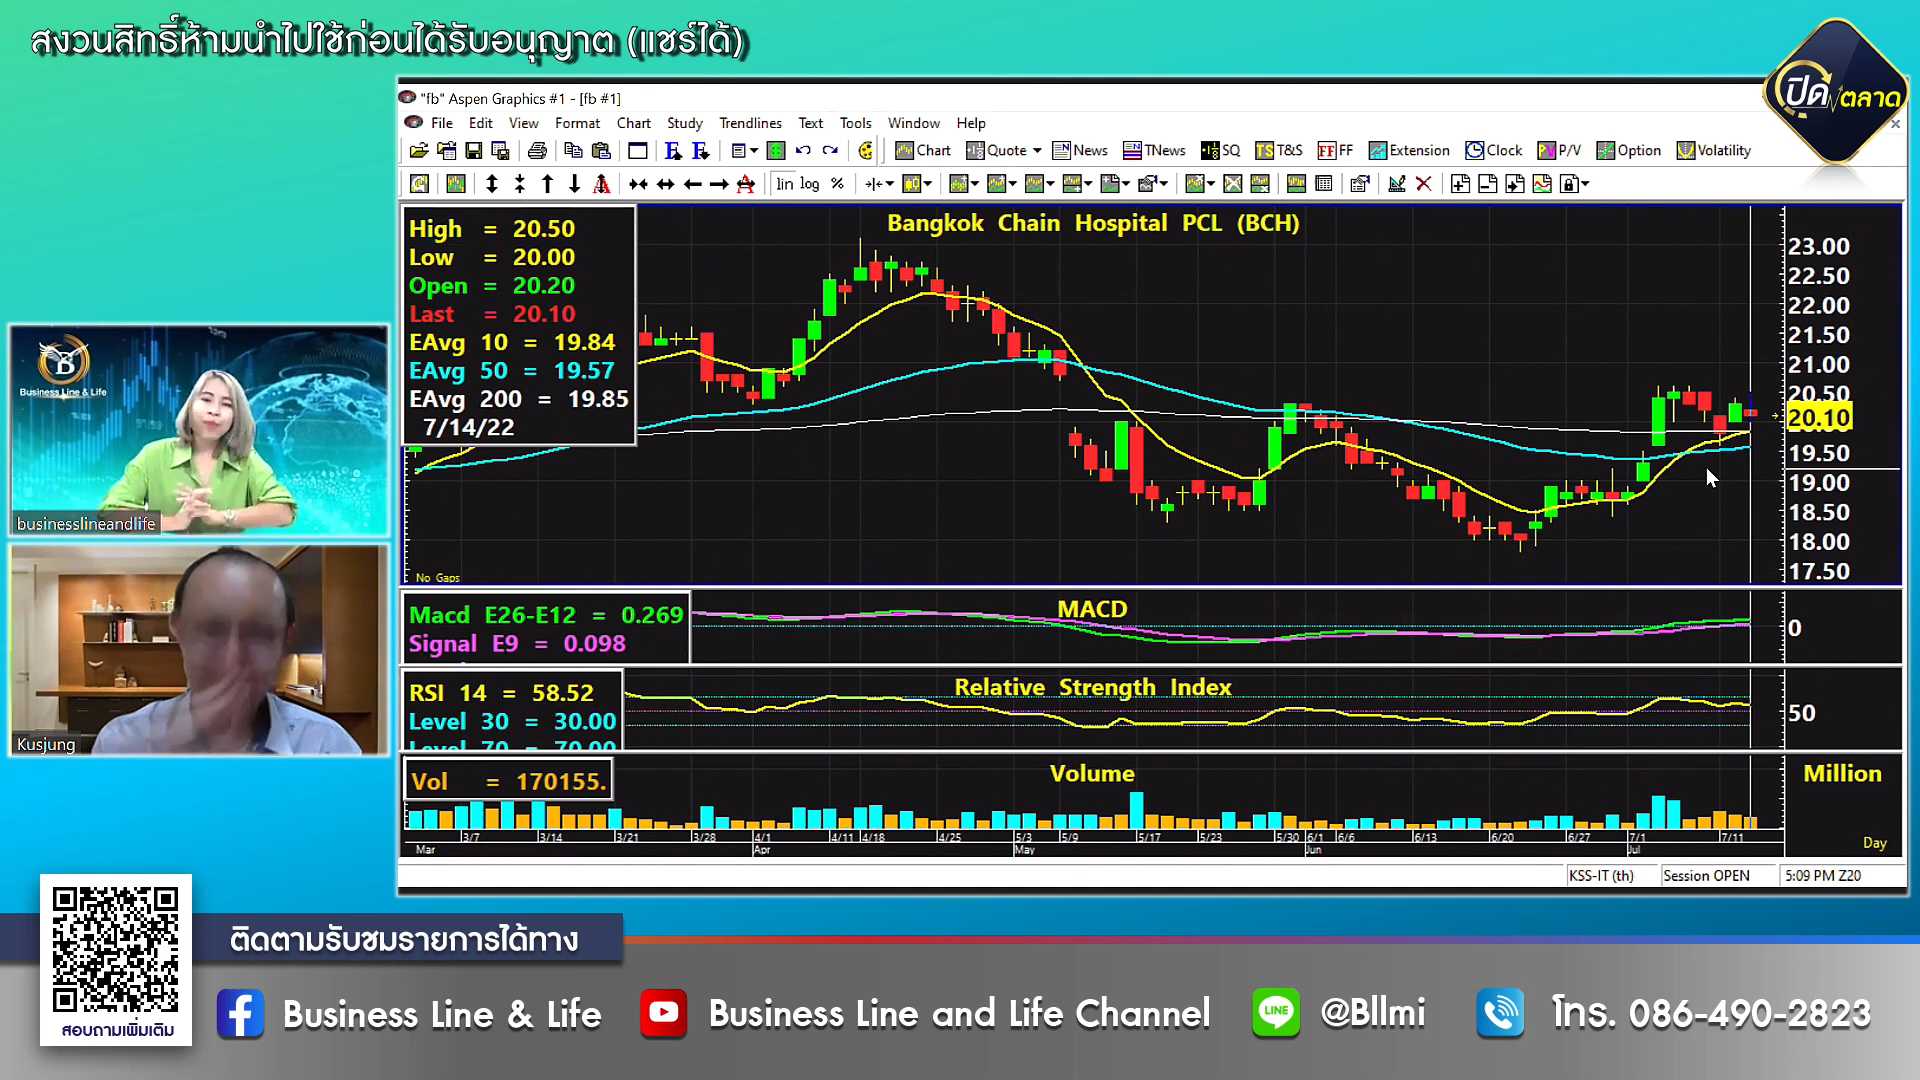 สงวนสิทธิ์ห้ามนำไปใช้ก่อนได้รับอนุญาต (แชร์ได้)
ปิดตลาด
"fb" Aspen Graphics #1 - [fb #1]
File Edit View Format Chart Study Trendlines Text Tools Window Help
Chart Quote News TNews SQ T&S FF Extension Clock P/V Option Volatility
lin log %
Bangkok Chain Hospital PCL (BCH)
High = 20.50
Low = 20.00
Open = 20.20
Last = 20.10
EAvg 10 = 19.84
EAvg 50 = 19.57
EAvg 200 = 19.85
7/14/22
23.00
22.50
22.00
21.50
21.00
20.50
20.10
19.50
19.00
18.50
18.00
17.50
No Gaps
MACD
Macd E26-E12 = 0.269
Signal E9 = 0.098
0
Relative Strength Index
RSI 14 = 58.52
Level 30 = 30.00
Level 70 = 70.00
50
Volume
Vol = 170155.
Million
3/7 3/14 3/21 3/28 4/1 4/11 4/18 4/25 5/3 5/9 5/17 5/23 5/30 6/1 6/6 6/13 6/20 6/27 7/1 7/11
Mar Apr May Jun Jul
Day
KSS-IT (th) Session OPEN 5:09 PM Z20
B
Business Line & Life
businesslineandlife
Kusjung
สอบถามเพิ่มเติม
ติดตามรับชมรายการได้ทาง
Business Line & Life
Business Line and Life Channel
LINE
@Bllmi
โทร. 086-490-2823